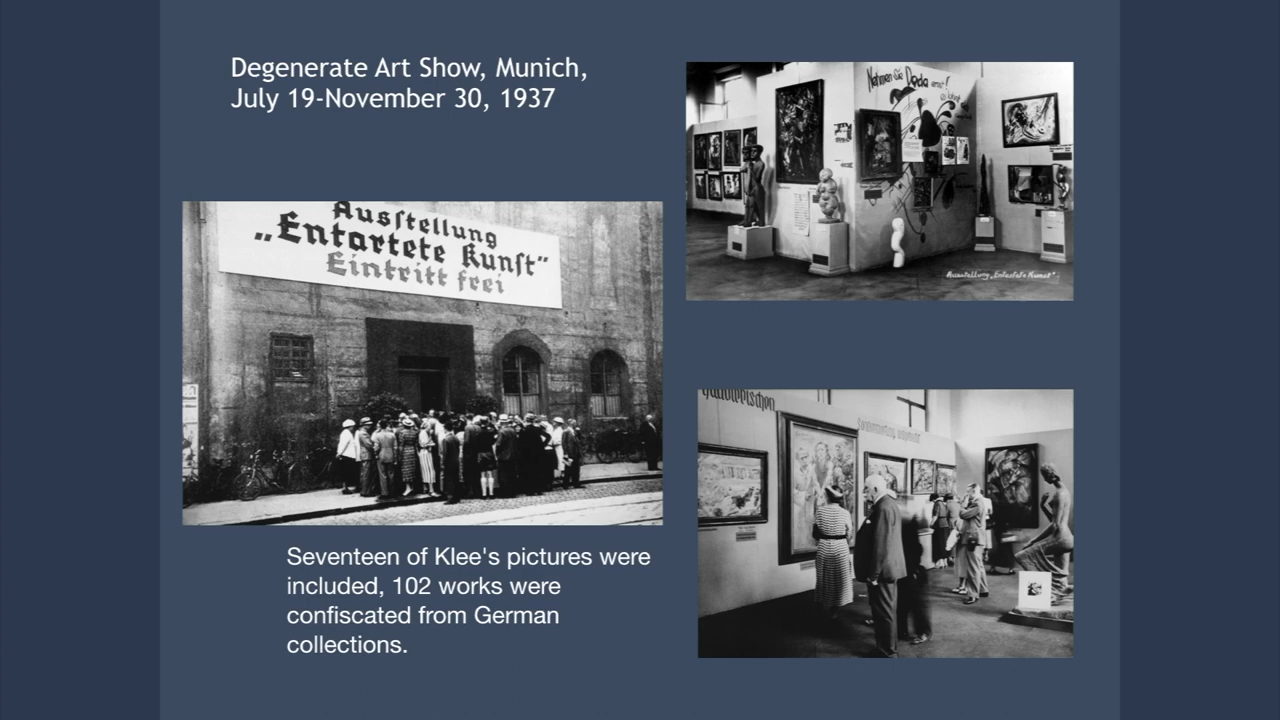 Degenerate Art Show, Munich,
July 19-November 30, 1937
Ausstellung
„Entartete Kunst“
Eintritt frei
Nehmen Sie Dada ernst!
Ausstellung „Entartete Kunst“
Seventeen of Klee's pictures were
included, 102 works were
confiscated from German
collections.